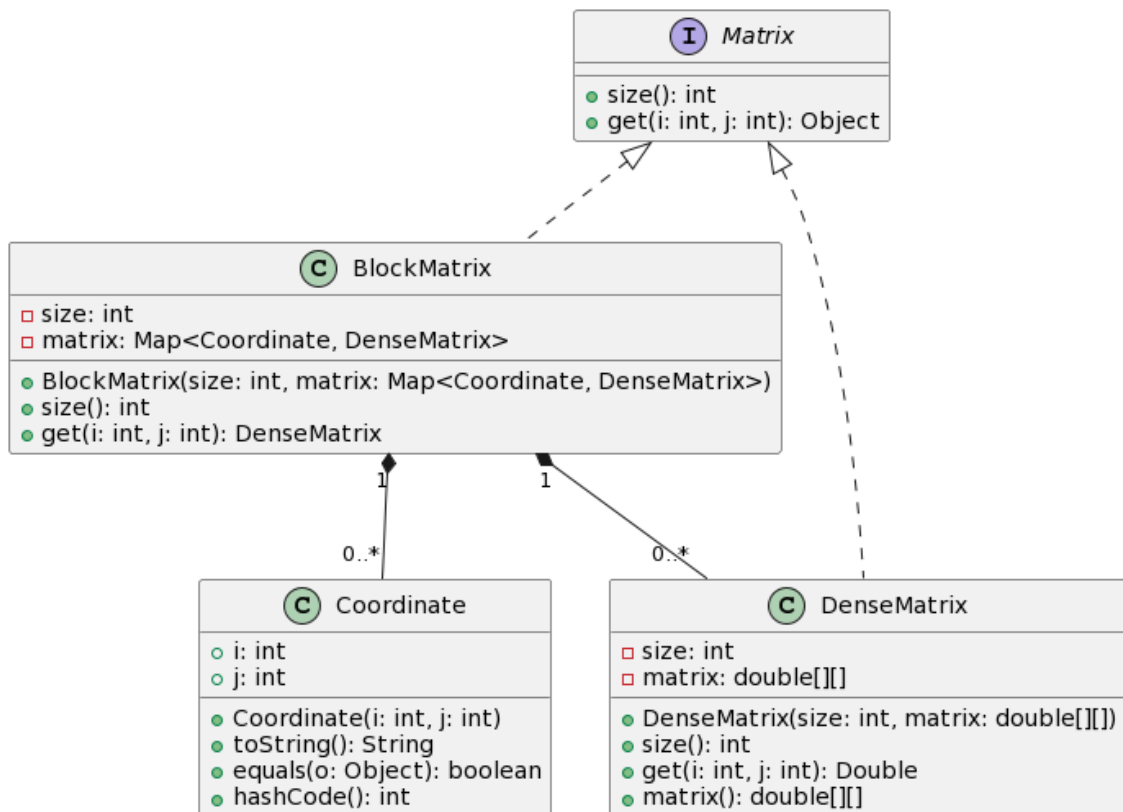 I Matrix
size(): int
get(i: int, j: int): Object
C BlockMatrix
size: int
matrix: Map<Coordinate, DenseMatrix>
BlockMatrix(size: int, matrix: Map<Coordinate, DenseMatrix>)
size(): int
get(i: int, j: int): DenseMatrix
1
1
0..*
0..*
C Coordinate
i: int
j: int
Coordinate(i: int, j: int)
toString(): String
equals(o: Object): boolean
hashCode(): int
C DenseMatrix
size: int
matrix: double[][]
DenseMatrix(size: int, matrix: double[][])
size(): int
get(i: int, j: int): Double
matrix(): double[][]